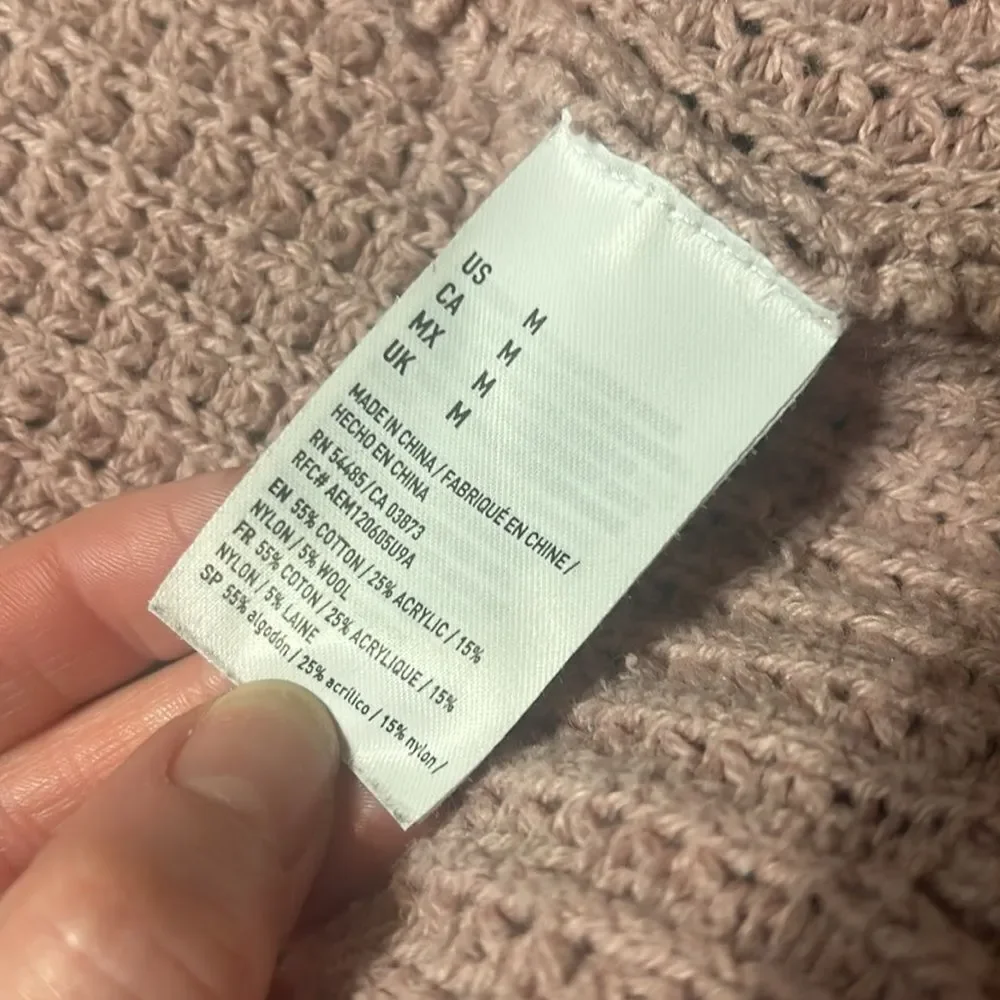 US M
CA M
MX M
UK M
MADE IN CHINA / FABRIQUÉ EN CHINE /
HECHO EN CHINA
RN 54485 / CA 03873
RFC# AEM120605U9A
EN 55% COTTON / 25% ACRYLIC / 15%
NYLON / 5% WOOL
FR 55% COTON / 25% ACRYLIQUE / 15%
NYLON / 5% LAINE
SP 55% algodón / 25% acrílico / 15% nylon /